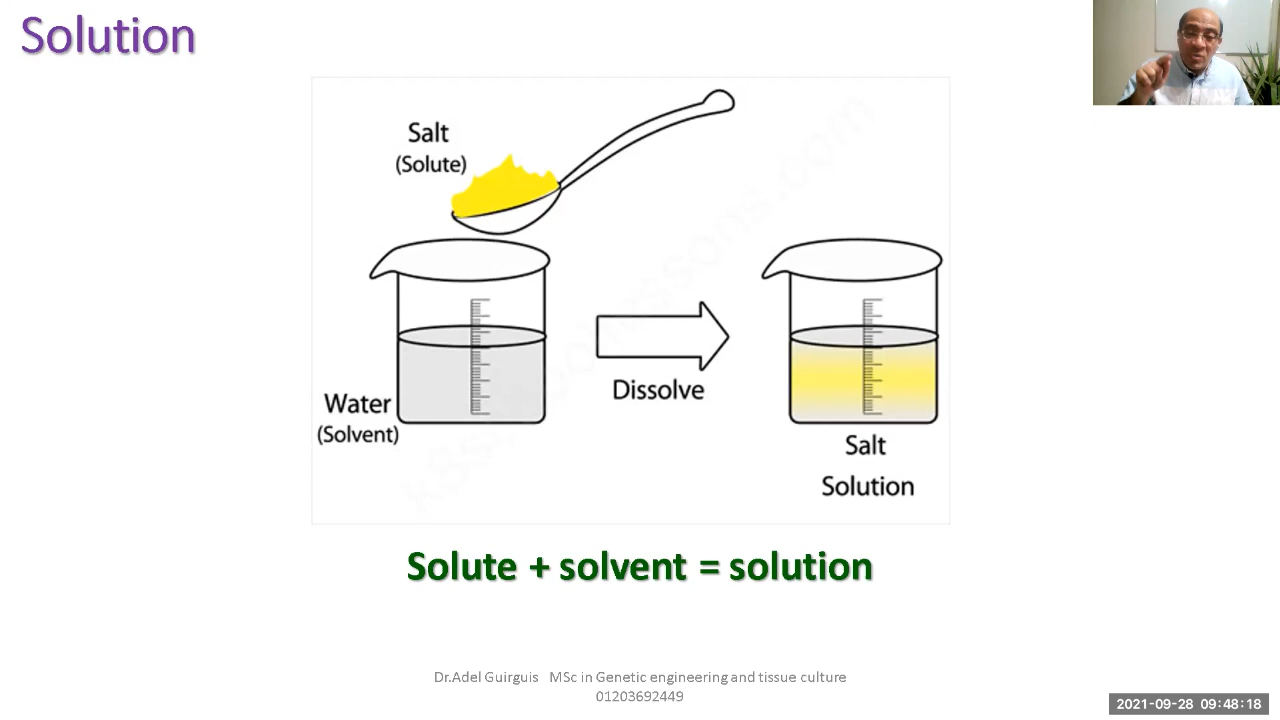 Solution
Salt
(Solute)
Water
(Solvent)
Dissolve
Salt
Solution
Solute + solvent = solution
Dr.Adel Guirguis MSc in Genetic engineering and tissue culture
01203692449
2021-09-28 09:48:18